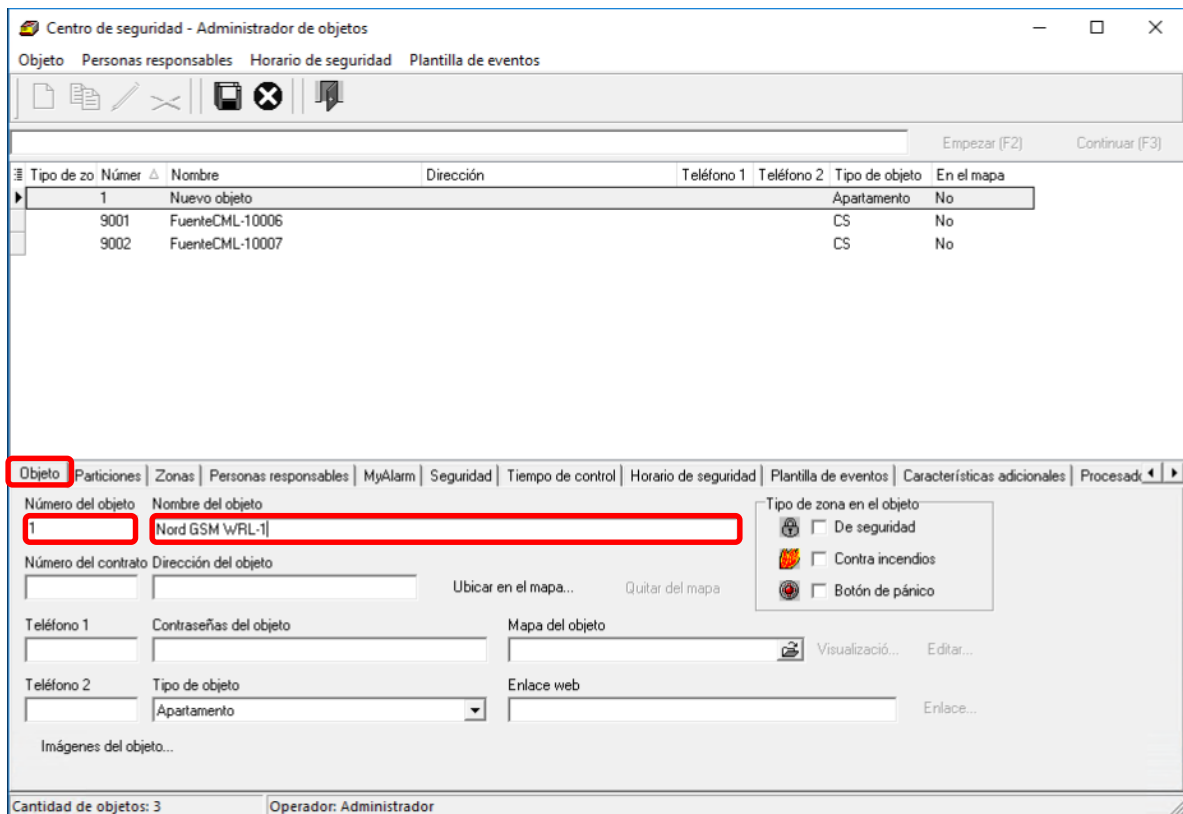 Centro de seguridad - Administrador de objetos
Objeto Personas responsables Horario de seguridad Plantilla de eventos
Empezar (F2) Continuar (F3)
Tipo de zo Númer Nombre Dirección Teléfono 1 Teléfono 2 Tipo de objeto En el mapa
1 Nuevo objeto Apartamento No
9001 FuenteCML-10006 CS No
9002 FuenteCML-10007 CS No
Objeto Particiones Zonas Personas responsables MyAlarm Seguridad Tiempo de control Horario de seguridad Plantilla de eventos Características adicionales Procesado
Número del objeto Nombre del objeto Tipo de zona en el objeto
1 Nord GSM WRL-1 De seguridad
Contra incendios
Número del contrato Dirección del objeto
Ubicar en el mapa... Quitar del mapa Botón de pánico
Teléfono 1 Contraseñas del objeto Mapa del objeto
Visualizació... Editar...
Teléfono 2 Tipo de objeto Enlace web
Apartamento Enlace...
Imágenes del objeto...
Cantidad de objetos: 3 Operador: Administrador